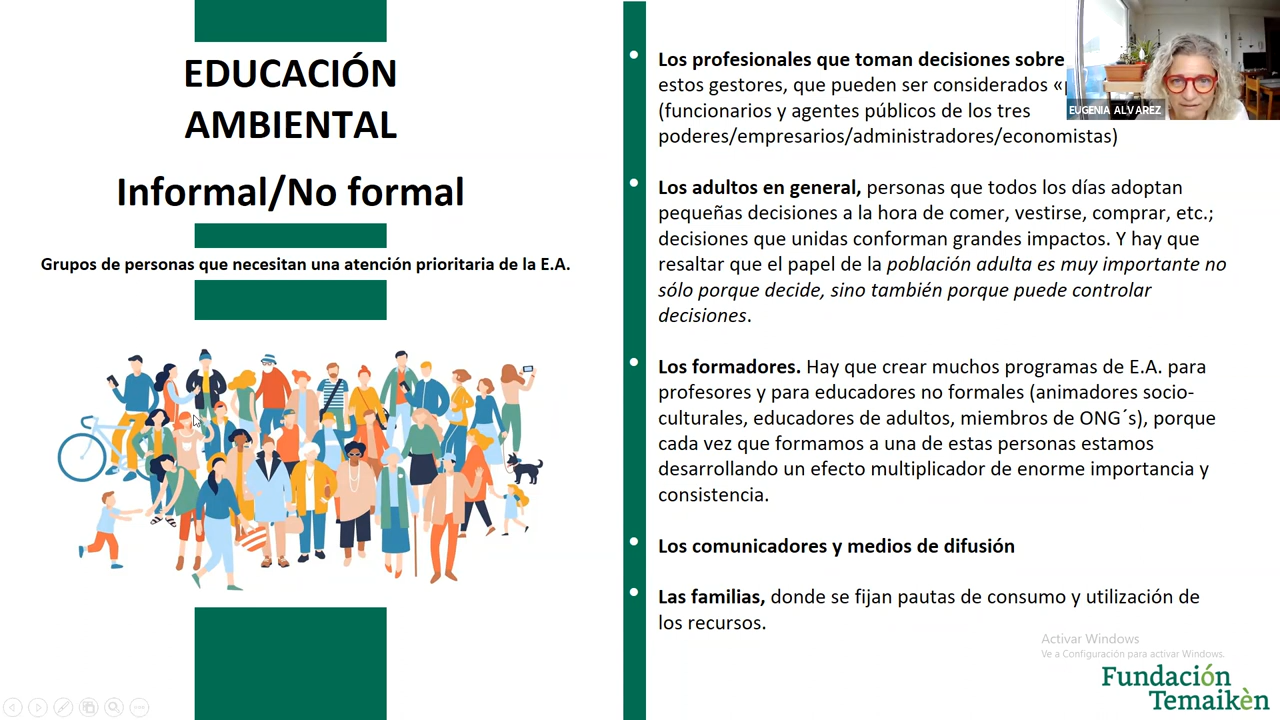 EDUCACIÓN
AMBIENTAL
Informal/No formal
Grupos de personas que necesitan una atención prioritaria de la E.A.
Los profesionales que toman decisiones sobre
estos gestores, que pueden ser considerados
(funcionarios y agentes públicos de los tres
poderes/empresarios/administradores/economistas)
Los adultos en general, personas que todos los días adoptan
pequeñas decisiones a la hora de comer, vestirse, comprar, etc.;
decisiones que unidas conforman grandes impactos. Y hay que
resaltar que el papel de la población adulta es muy importante no
sólo porque decide, sino también porque puede controlar
decisiones.
Los formadores. Hay que crear muchos programas de E.A. para
profesores y para educadores no formales (animadores socio-
culturales, educadores de adultos, miembros de ONG´s), porque
cada vez que formamos a una de estas personas estamos
desarrollando un efecto multiplicador de enorme importancia y
consistencia.
Los comunicadores y medios de difusión
Las familias, donde se fijan pautas de consumo y utilización de
los recursos.
EUGENIA ALVAREZ
Activar Windows
Ve a Configuración para activar Windows.
Fundación
Temaikèn